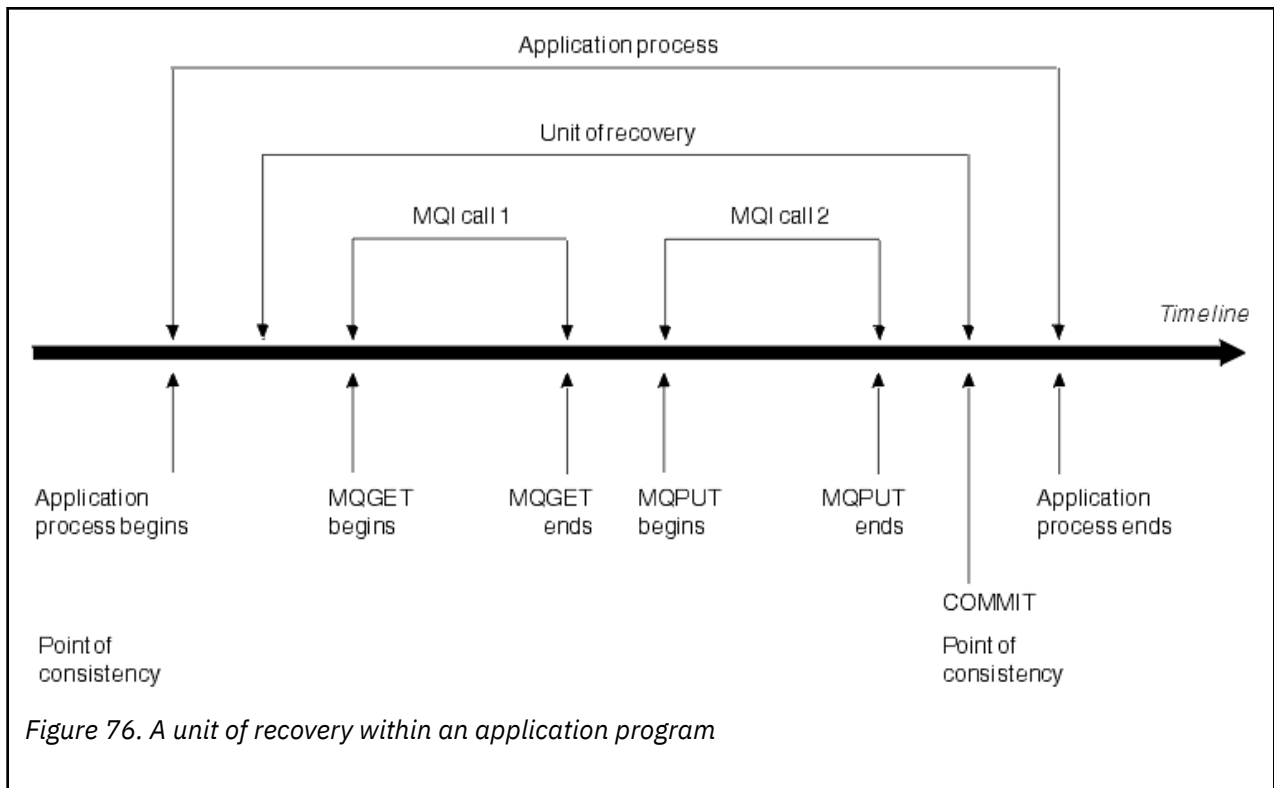 Application process
Unit of recovery
MQI call 1
MQI call 2
Timeline
Application
process begins
MQGET
begins
MQGET
ends
MQPUT
begins
MQPUT
ends
Application
process ends
COMMIT
Point of
consistency
Point of
consistency
Figure 76. A unit of recovery within an application program